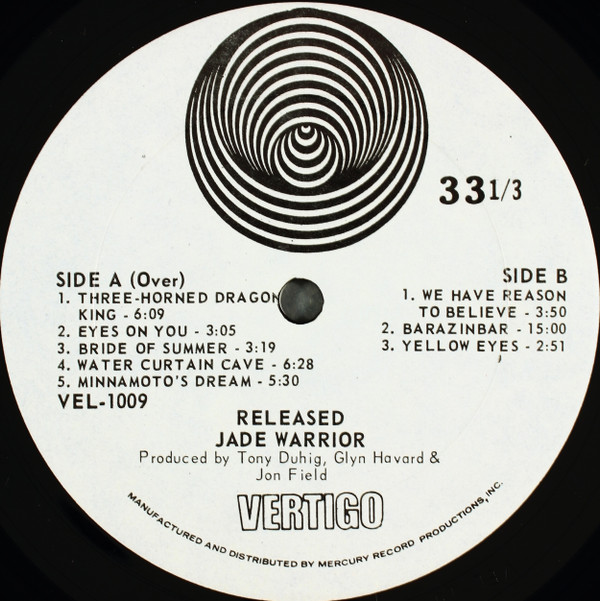 33 1/3
SIDE A (Over)
1. THREE-HORNED DRAGON
KING - 6:09
2. EYES ON YOU - 3:05
3. BRIDE OF SUMMER - 3:19
4. WATER CURTAIN CAVE - 6:28
5. MINNAMOTO'S DREAM - 5:30
VEL-1009
SIDE B
1. WE HAVE REASON
TO BELIEVE - 3:50
2. BARAZINBAR - 15:00
3. YELLOW EYES - 2:51
RELEASED
JADE WARRIOR
Produced by Tony Duhig, Glyn Havard &
Jon Field
VERTIGO
MANUFACTURED AND DISTRIBUTED BY MERCURY RECORD PRODUCTIONS, INC.